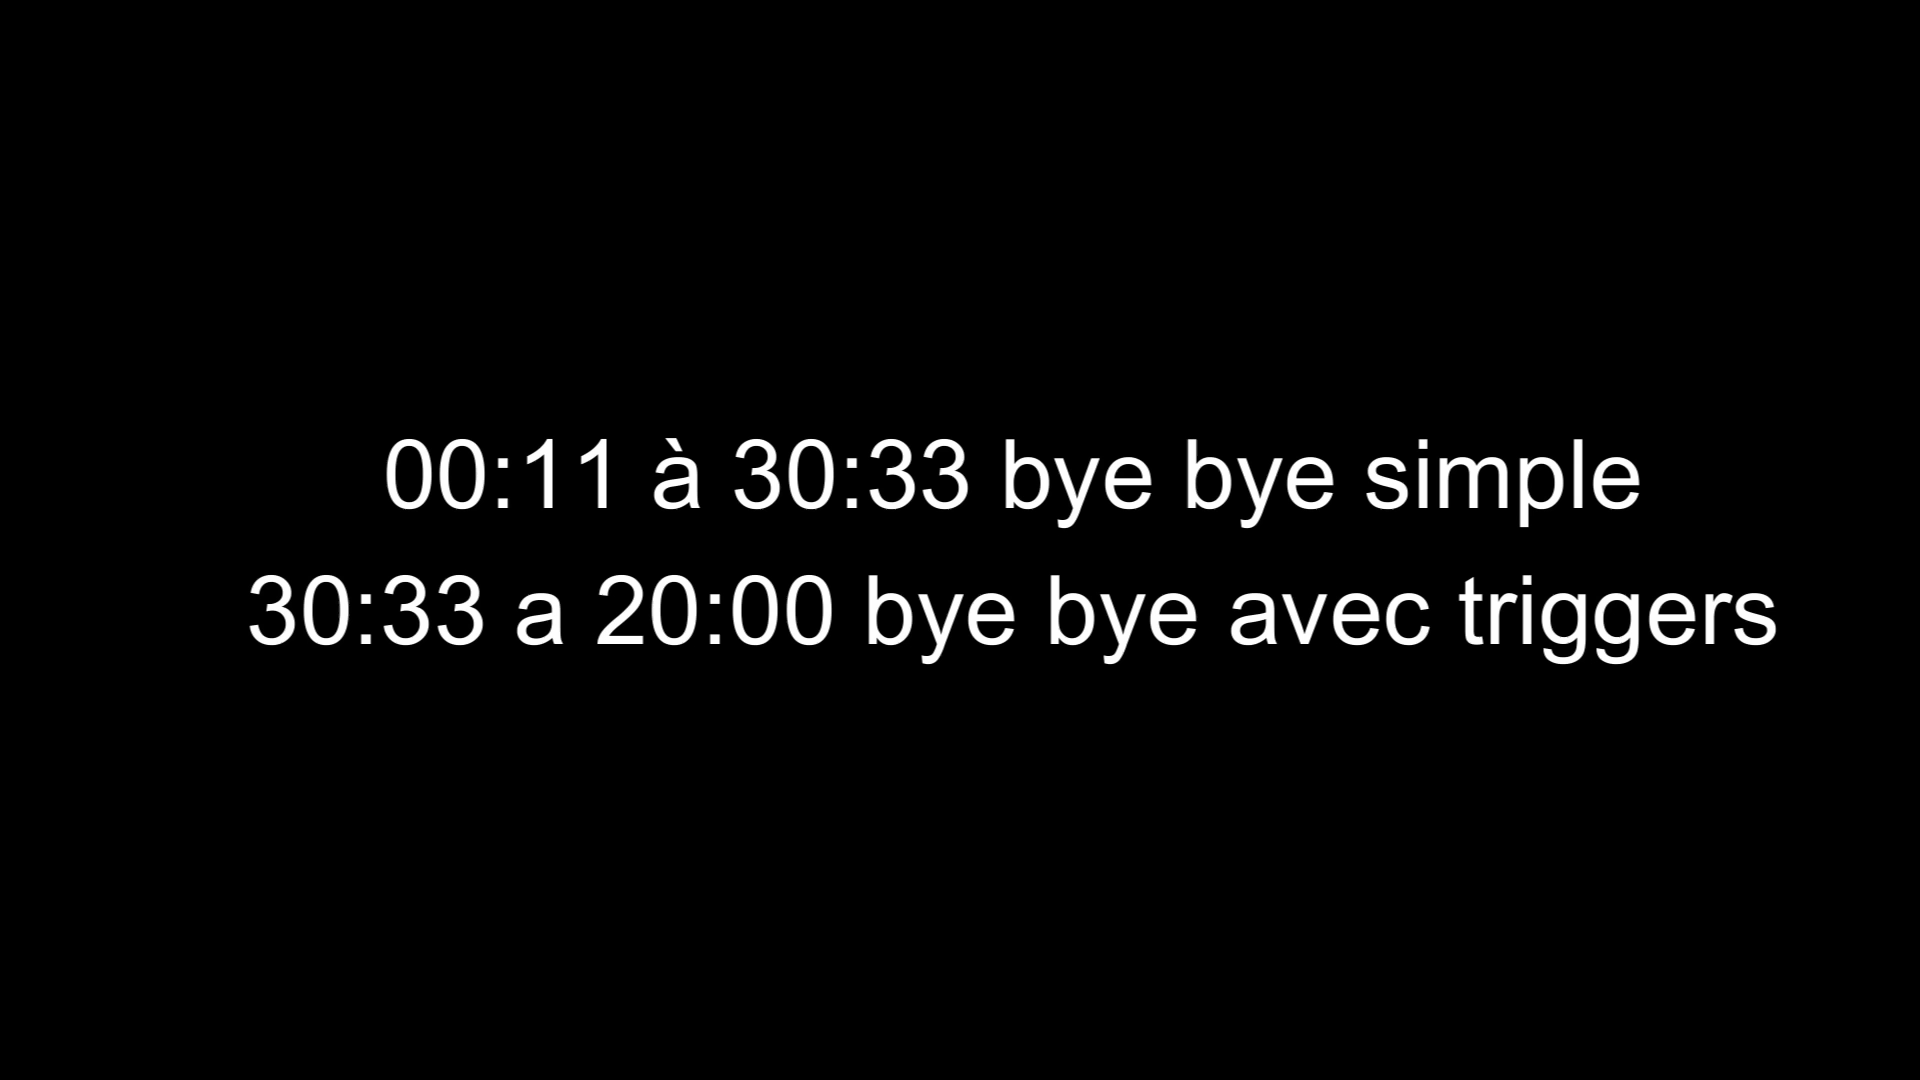 00:11 à 30:33 bye bye simple
30:33 a 20:00 bye bye avec triggers